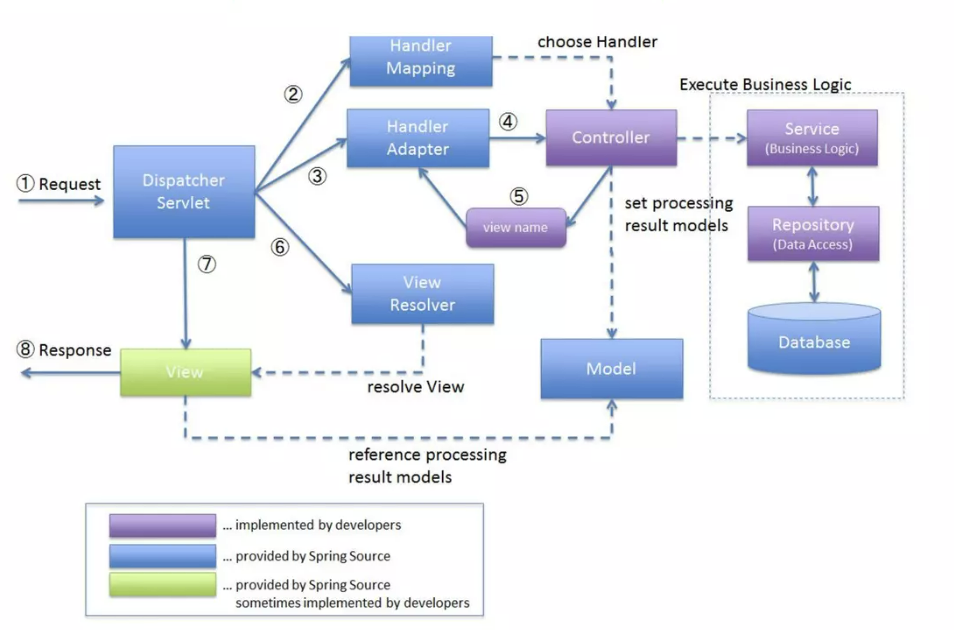 Handler
Mapping
choose Handler
②
Execute Business Logic
Handler
Adapter
④
Controller
Service
(Business Logic)
① Request
Dispatcher
Servlet
③
⑤
view name
set processing
result models
Repository
(Data Access)
⑥
⑦
View
Resolver
Database
⑧ Response
View
resolve View
Model
reference processing
result models
... implemented by developers
... provided by Spring Source
... provided by Spring Source
sometimes implemented by developers